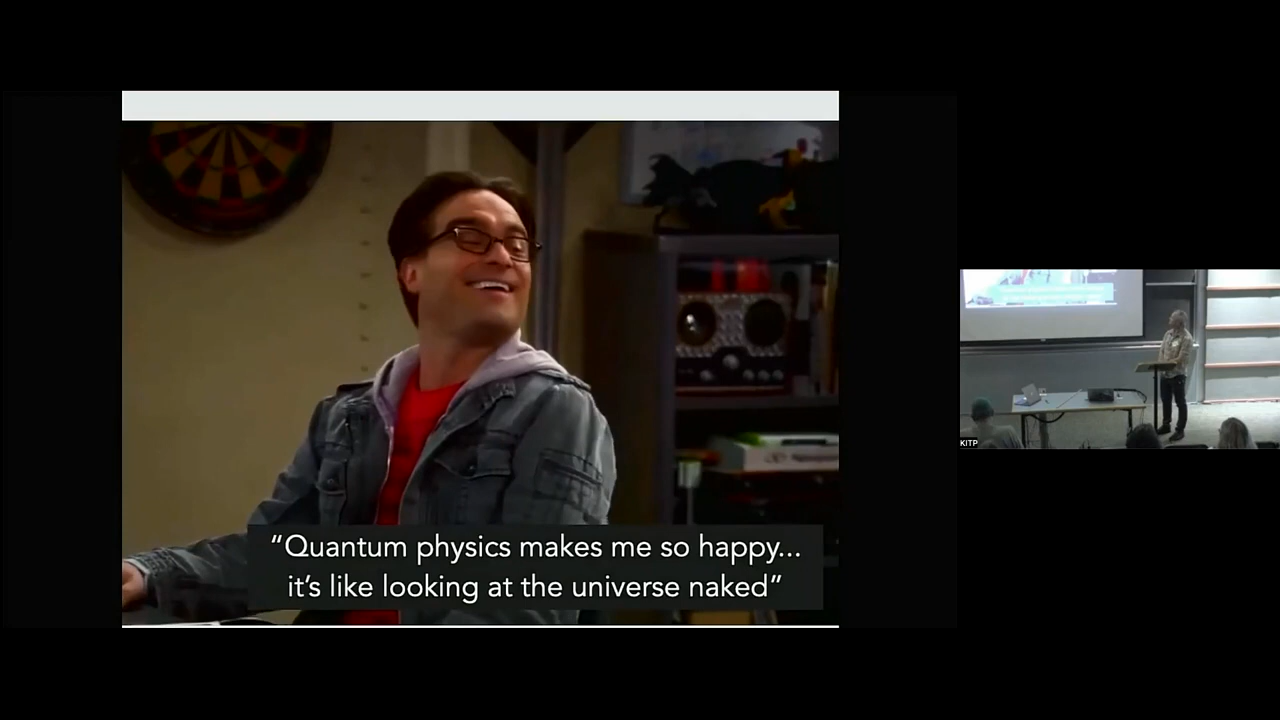 “Quantum physics makes me so happy...
it’s like looking at the universe naked”
KITP